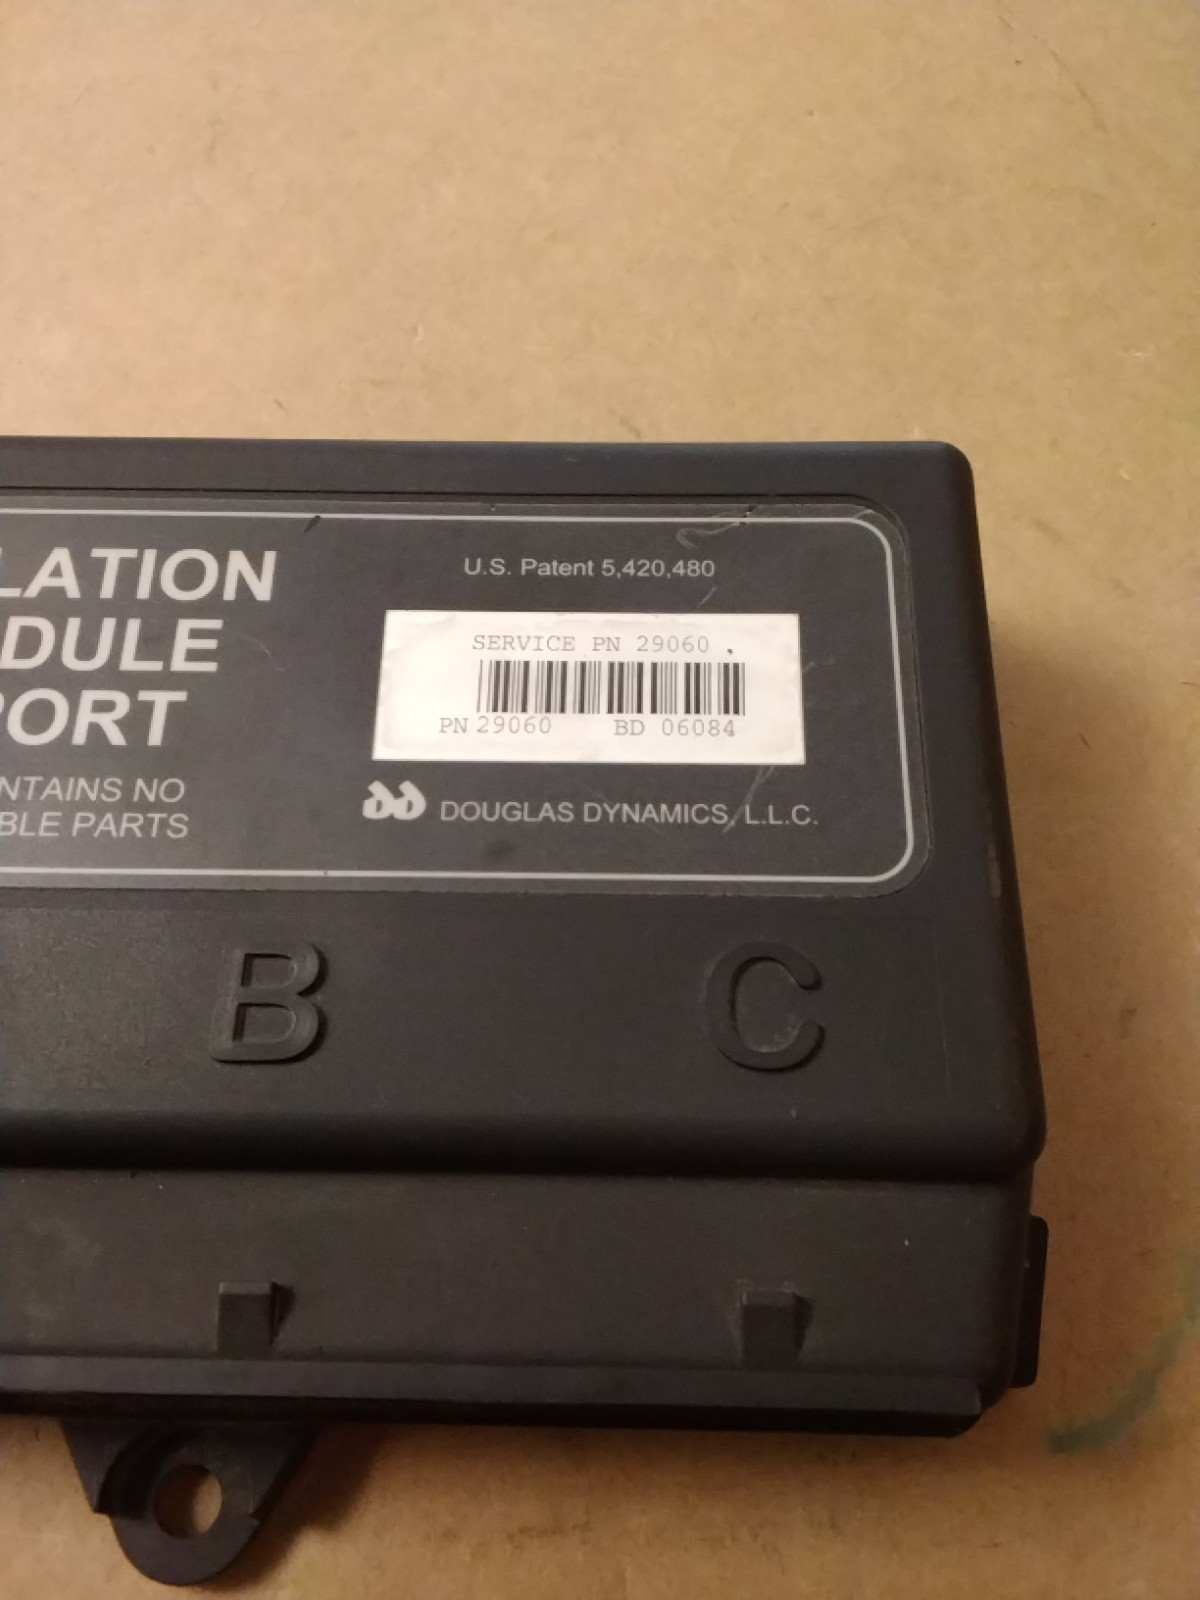 LATION
DULE
PORT
NTAINS NO
BLE PARTS
U.S. Patent 5,420,480
SERVICE PN 29060
PN 29060 BD 06084
DOUGLAS DYNAMICS, L.L.C.
B
C